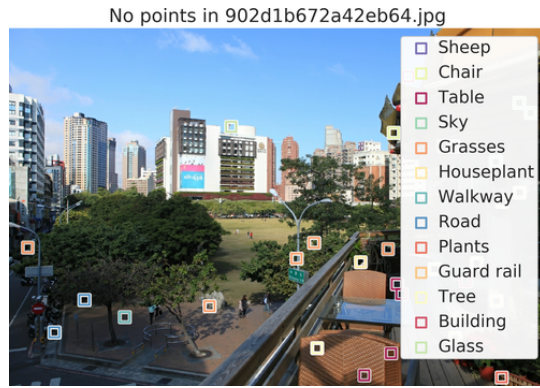 No points in 902d1b672a42eb64.jpg
Sheep
Chair
Table
Sky
Grasses
Houseplant
Walkway
Road
Plants
Guard rail
Tree
Building
Glass